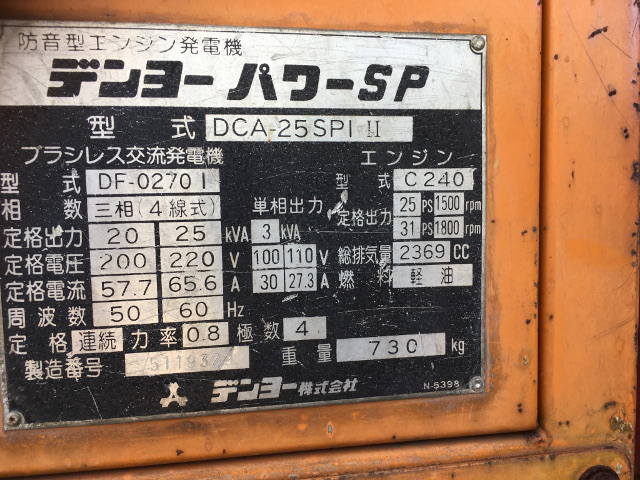 防音型エンジン発電機
デンヨーパワーSP
型式 DCA-25SPI II
ブラシレス交流発電機 エンジン
型式 DF-0270 I 型式 C240
相数 三相(4線式) 単相出力 定格出力 25 PS 1500 rpm
定格出力 20 25 kVA 3 kVA 31 PS 1800 rpm
定格電圧 200 220 V 100 110 V 総排気量 2369 CC
定格電流 57.7 65.6 A 30 27.3 A 燃料 軽油
周波数 50 60 Hz
定格 連続 力率 0.8 極数 4
製造番号 重量 730 kg
デンヨー株式会社 N-5398